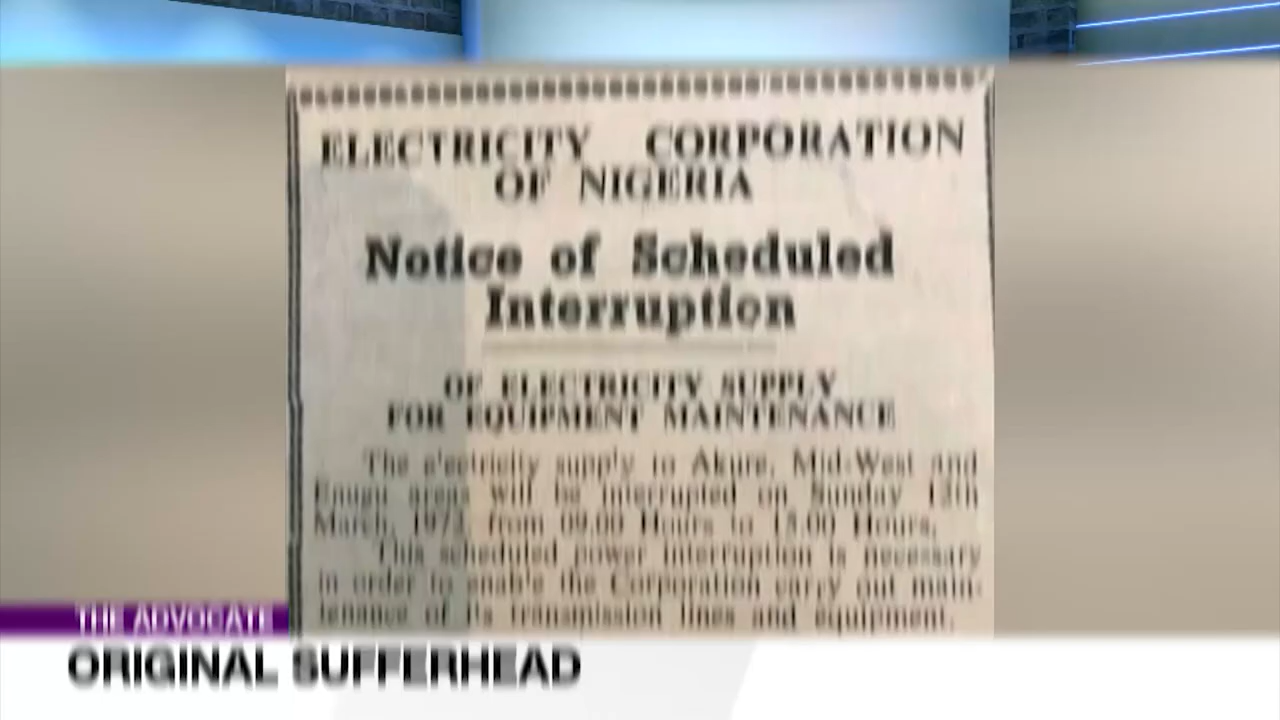 ELECTRICITY CORPORATION
OF NIGERIA
Notice of Scheduled
Interruption
OF ELECTRICITY SUPPLY
FOR EQUIPMENT MAINTENANCE
The electricity supply to Akure, Mid-West and
Enugu areas will be interrupted on Sunday 12th
March, 1972, from 09.00 Hours to 15.00 Hours.
This scheduled power interruption is necessary
in order to enable the Corporation carry out main-
tenance of its transmission lines and equipment.
THE ADVOCATE
ORIGINAL SUFFERHEAD